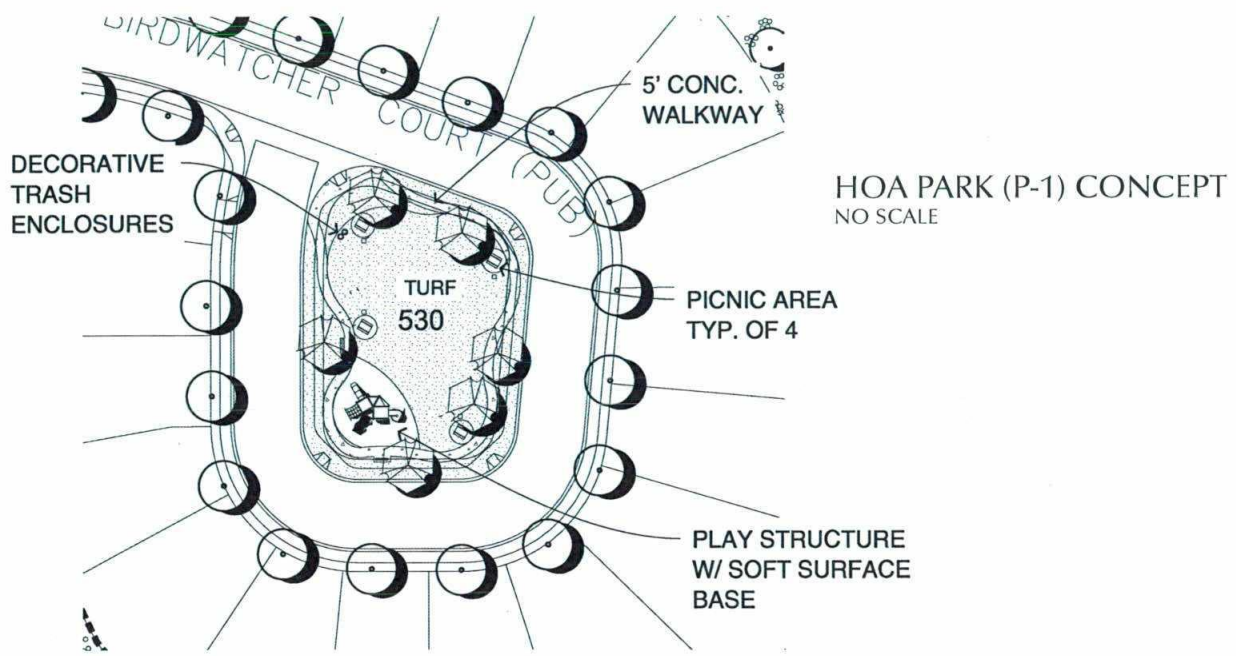 BIRDWATCHER COURT (PUB)
5' CONC.
WALKWAY
DECORATIVE
TRASH
ENCLOSURES
HOA PARK (P-1) CONCEPT
NO SCALE
TURF
530
PICNIC AREA
TYP. OF 4
PLAY STRUCTURE
W/ SOFT SURFACE
BASE